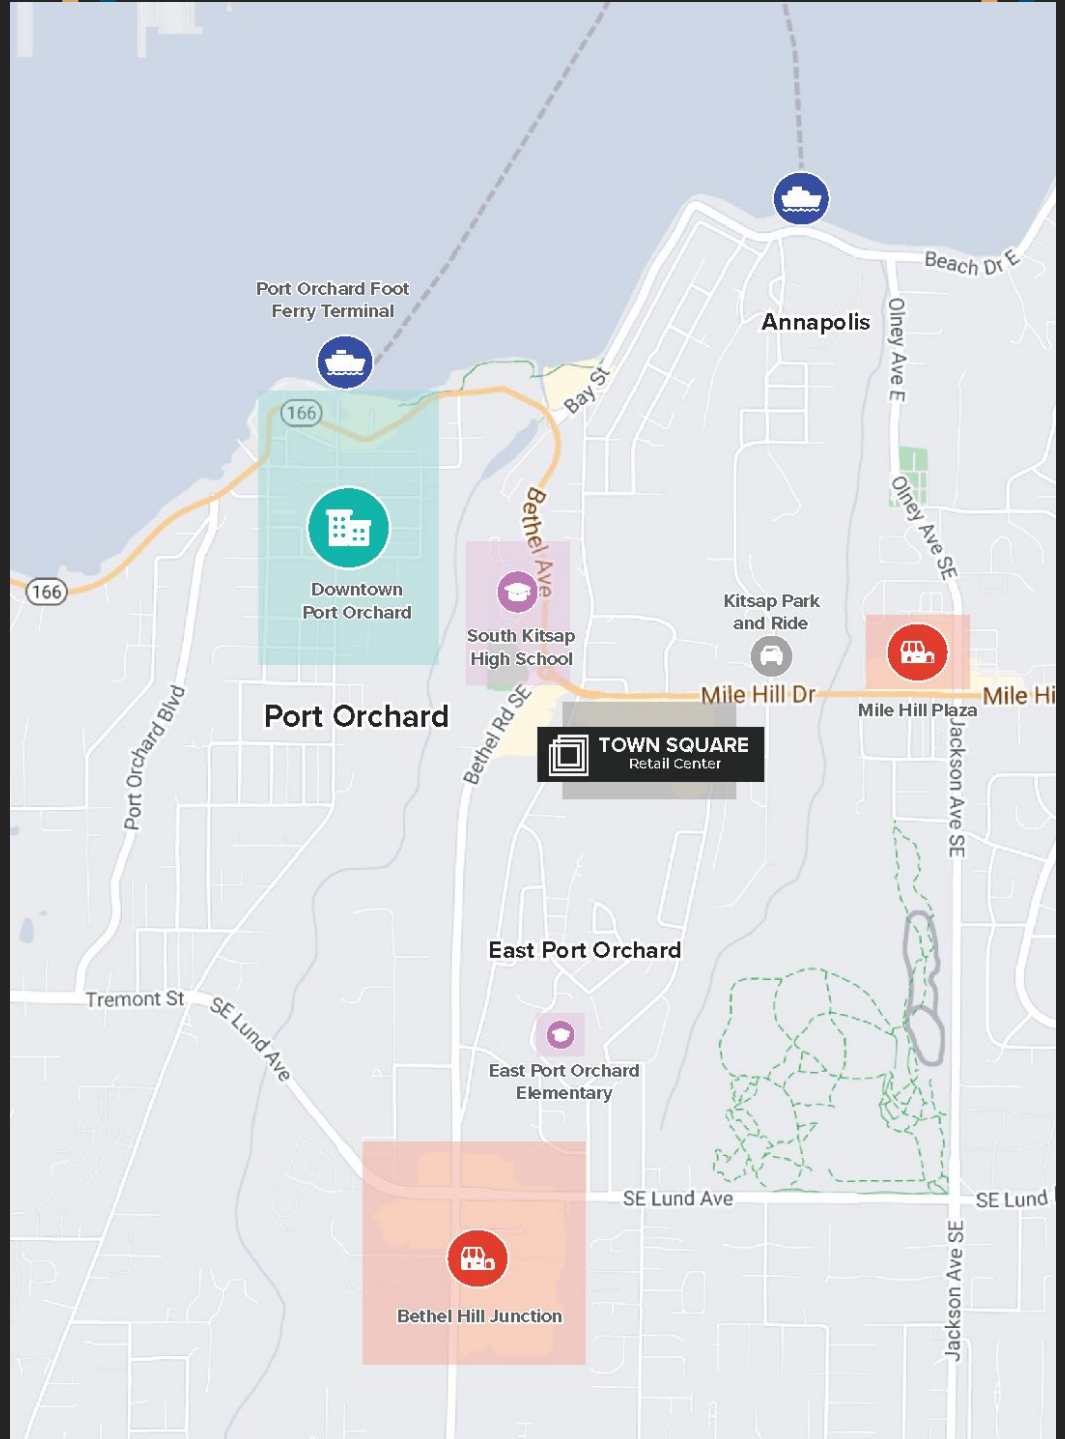 Beach Dr E
Port Orchard Foot
Ferry Terminal
Annapolis
Olney Ave E
Bay St
166
Bethel Ave
Olney Ave SE
166
Downtown
Port Orchard
South Kitsap
High School
Kitsap Park
and Ride
Mile Hill Dr
Mile Hi
Mile Hill Plaza
Port Orchard
Bethel Rd SE
TOWN SQUARE
Retail Center
Port Orchard Blvd
Jackson Ave SE
East Port Orchard
Tremont St
SE Lund Ave
East Port Orchard
Elementary
SE Lund Ave
SE Lund
Jackson Ave SE
Bethel Hill Junction